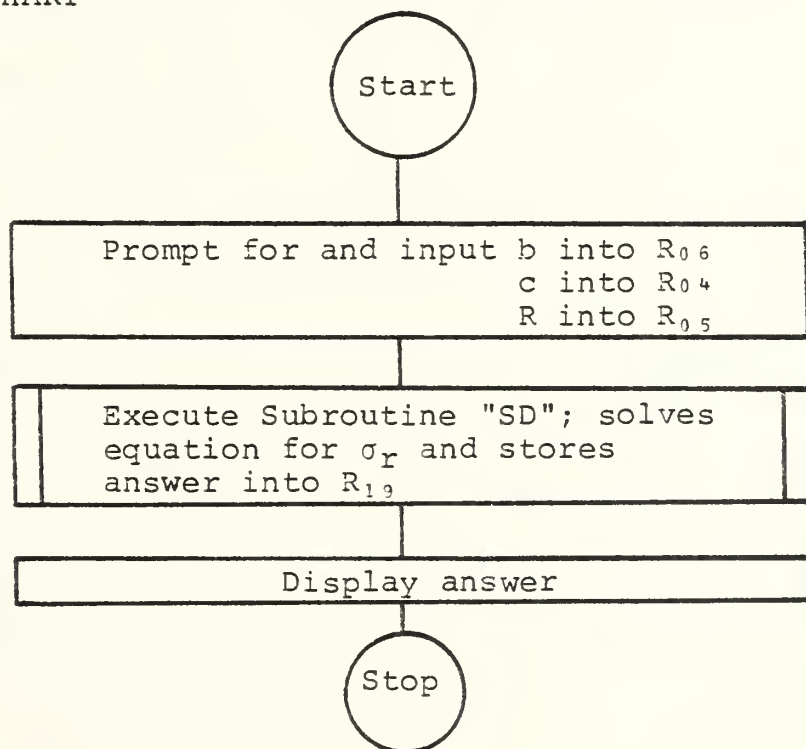 Start
Prompt for and input b into R₀₆
c into R₀₄
R into R₀₅
Execute Subroutine "SD"; solves
equation for σᵣ and stores
answer into R₁₉
Display answer
Stop